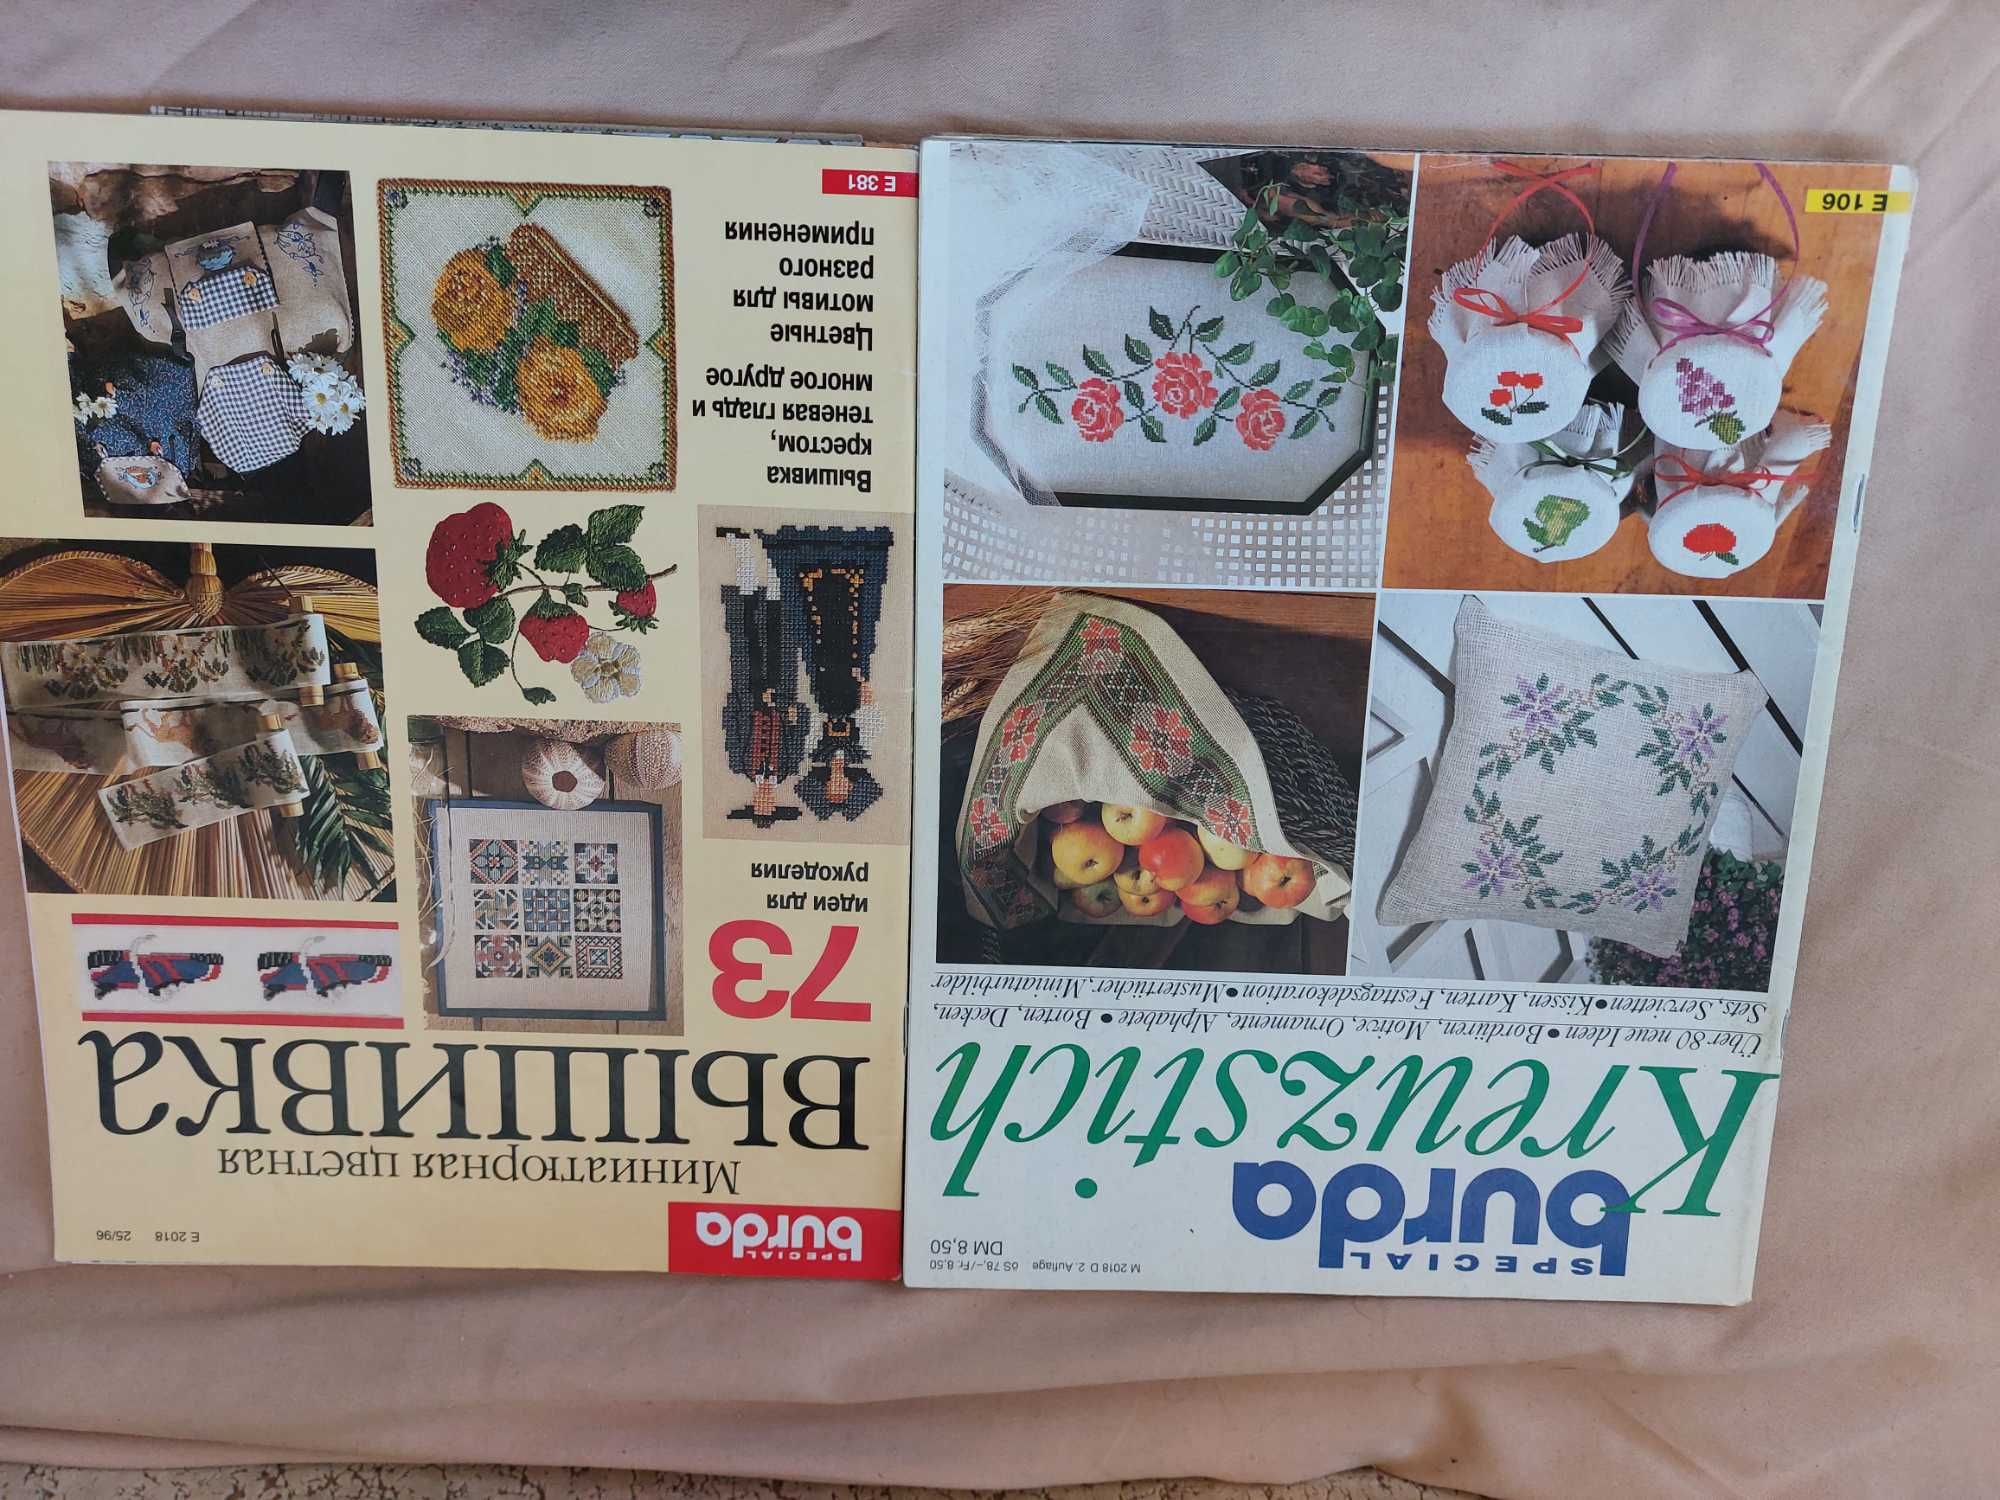 SPECIAL
burda
M 2018 D 2. Auflage öS 78,–/Fr. 8.50
DM 8,50
Kreuzstich
Über 80 neue Ideen • Bordüren, Motive, Ornamente, Alphabete • Borten, Decken,
Sets, Servietten • Kissen, Karten, Festtagsdekoration • Mustertücher, Miniaturbilder
E 106
SPECIAL
burda
E 2018 25/96
Миниатюрная цветная
ВЫШИВКА
73
идеи для
рукоделия
Вышивка
крестом,
теневая гладь и
многое другое
Цветные
мотивы для
разного
применения
E 381